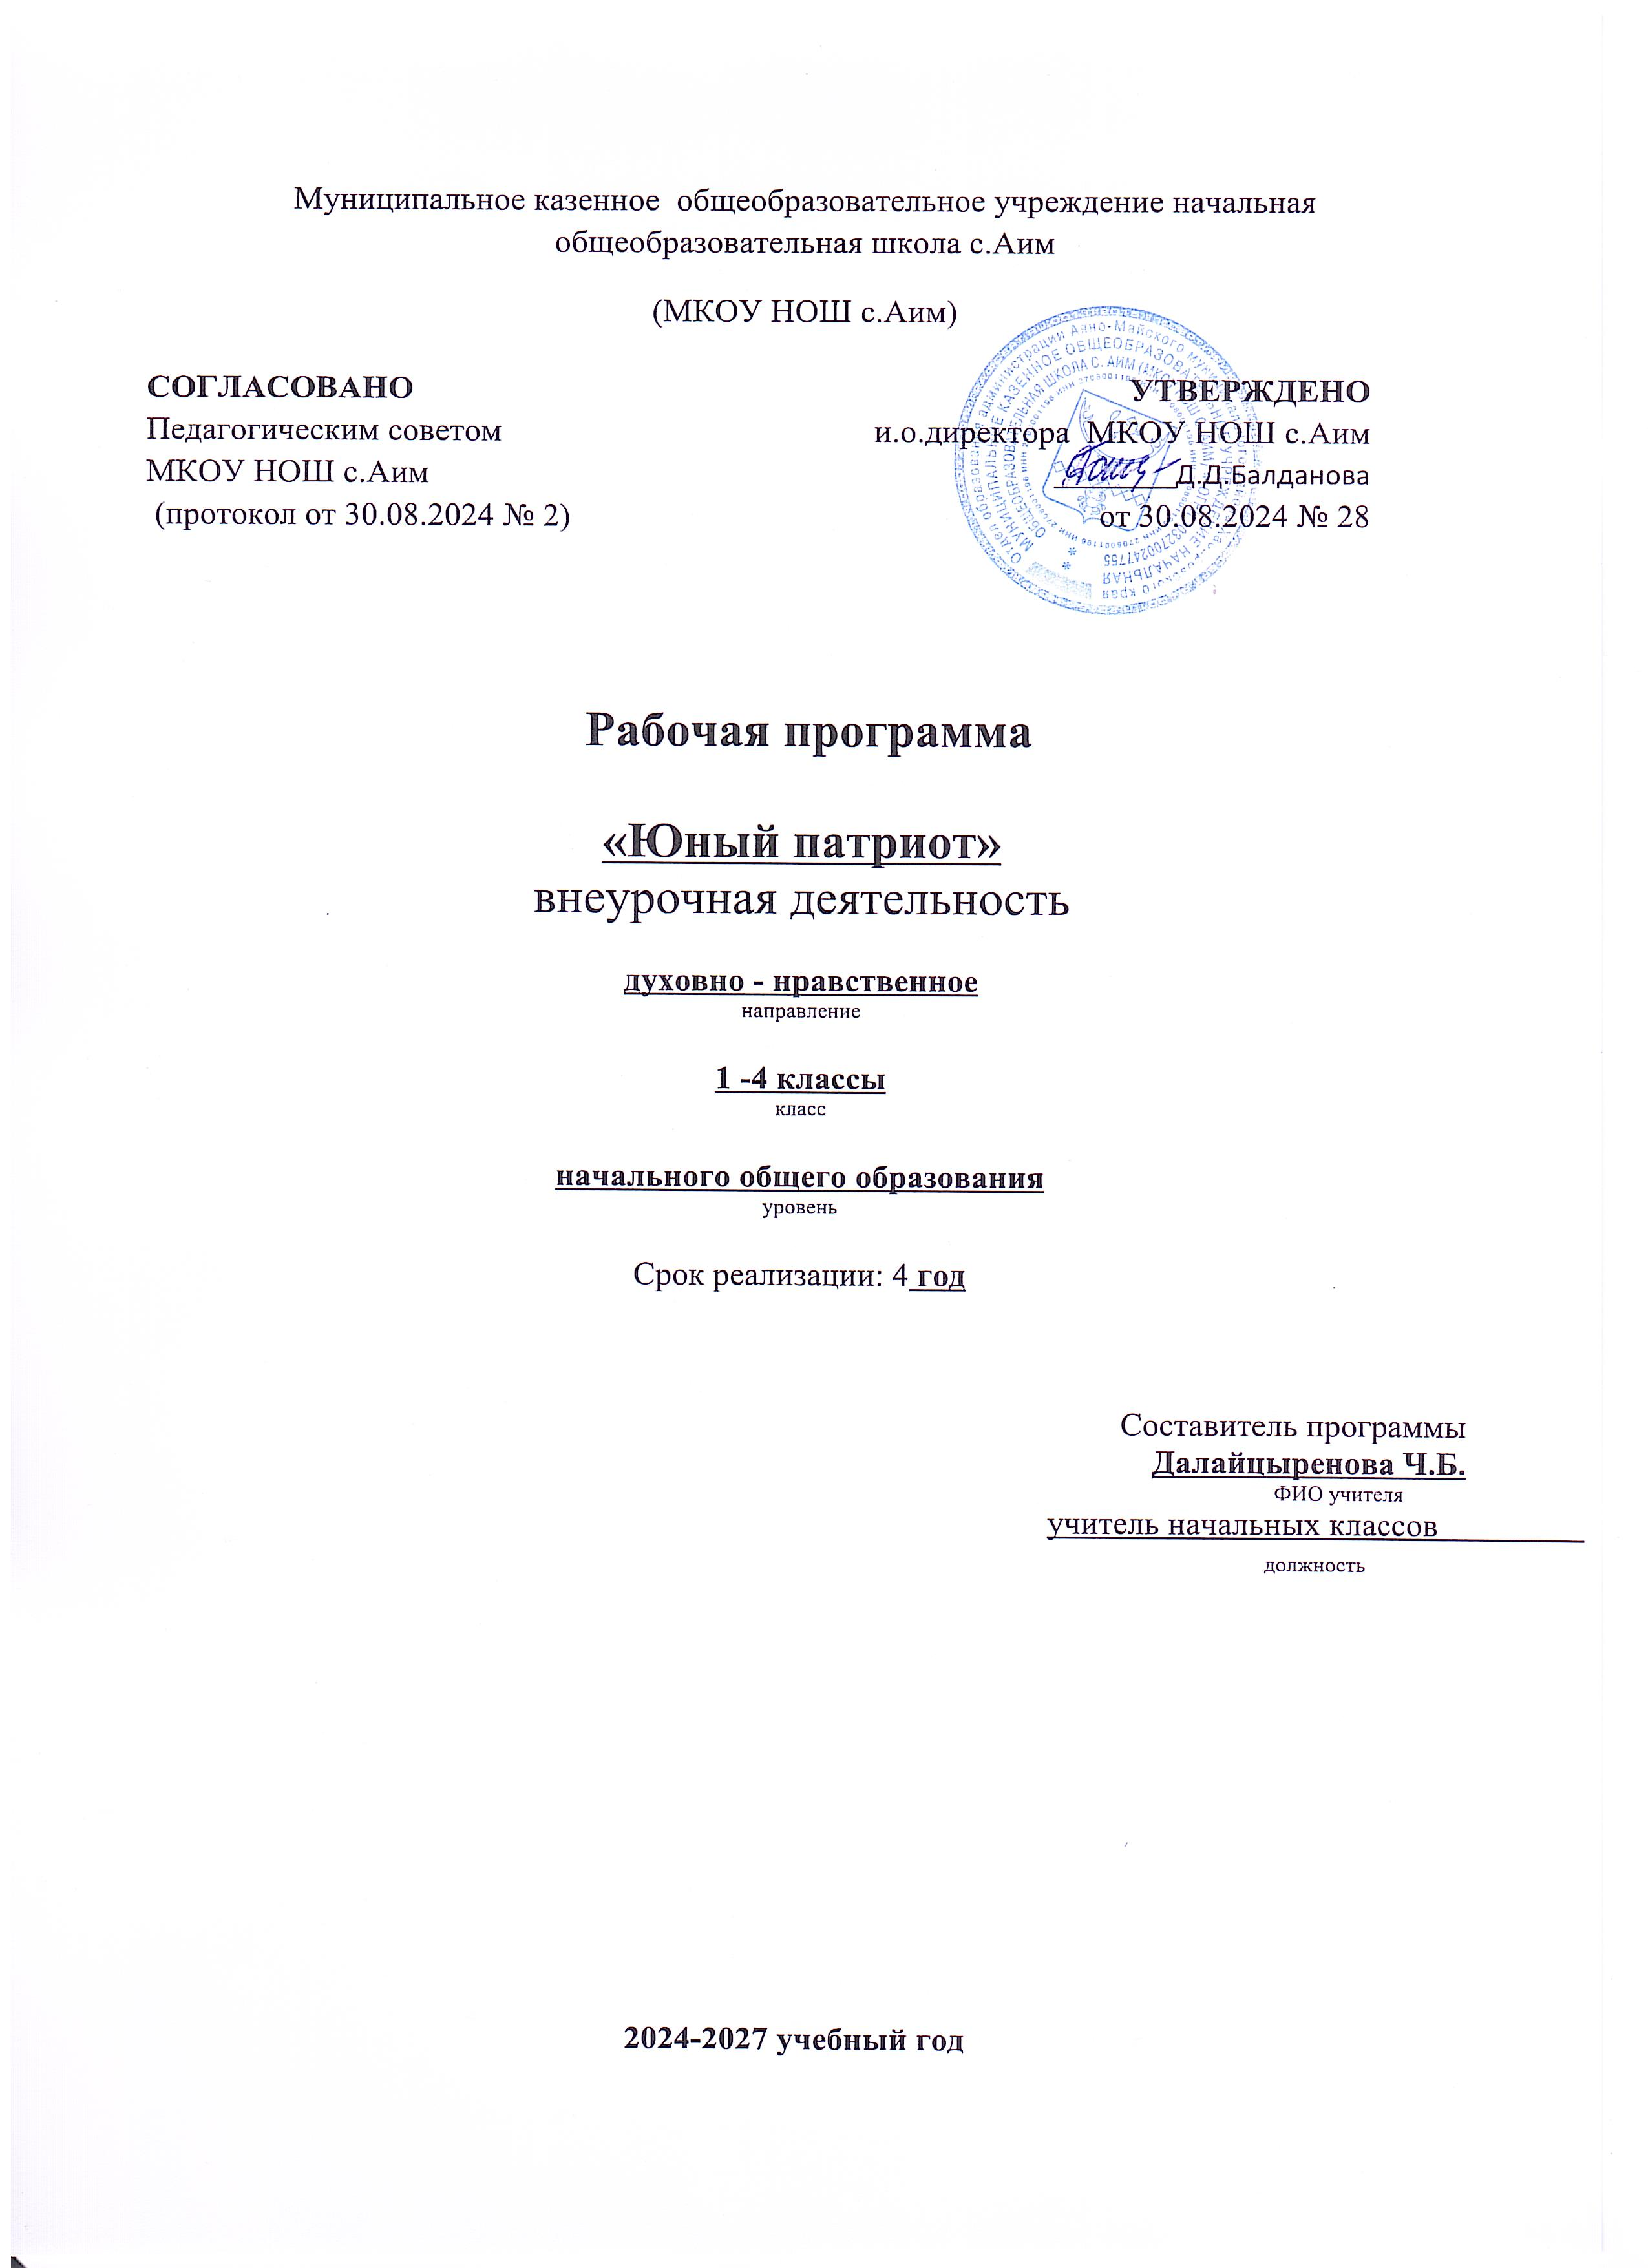 Муниципальное казенное общеобразовательное учреждение начальная
общеобразовательная школа с.Аим
(МКОУ НОШ с.Аим)
СОГЛАСОВАНО
Педагогическим советом
МКОУ НОШ с.Аим
(протокол от 30.08.2024 № 2)
УТВЕРЖДЕНО
и.о.директора МКОУ НОШ с.Аим
Д.Д.Балданова
от 30.08.2024 № 28
Рабочая программа
«Юный патриот»
внеурочная деятельность
духовно - нравственное
направление
1 -4 классы
класс
начального общего образования
уровень
Срок реализации: 4 год
Составитель программы
Далайцыренова Ч.Б.
ФИО учителя
учитель начальных классов
должность
2024-2027 учебный год